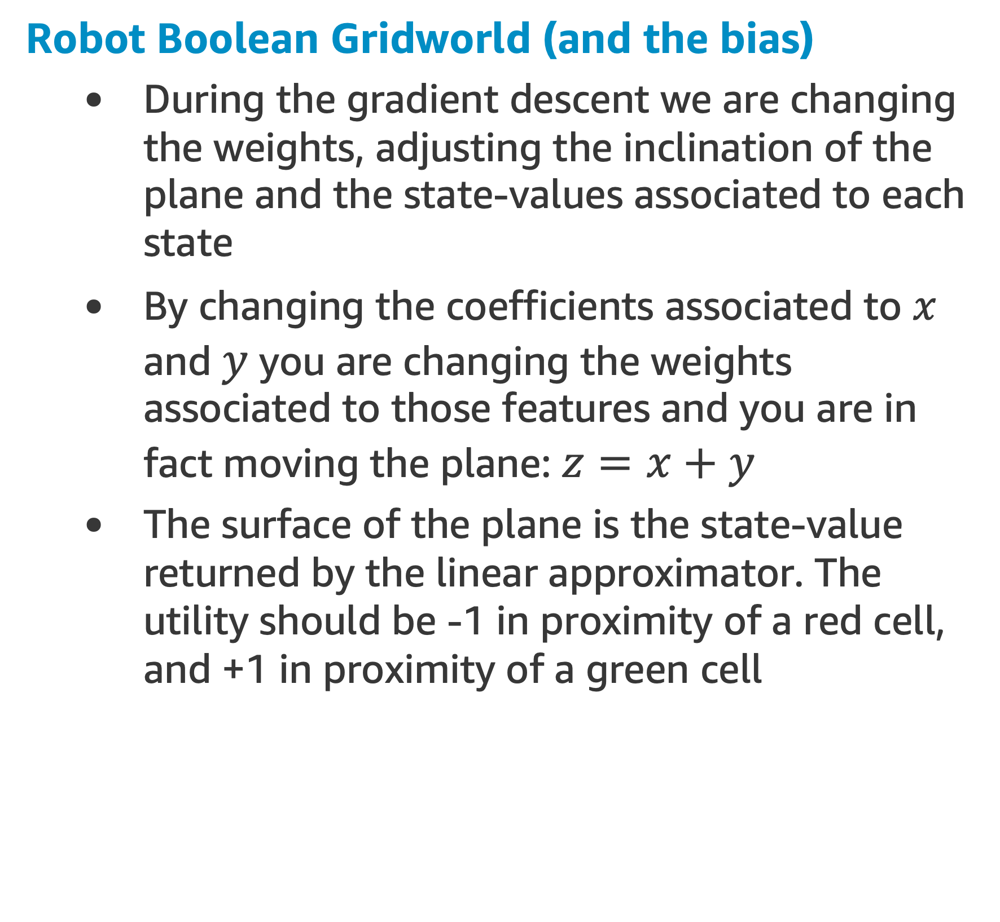 Robot Boolean Gridworld (and the bias)
• During the gradient descent we are changing
the weights, adjusting the inclination of the
plane and the state-values associated to each
state
• By changing the coefficients associated to x
and y you are changing the weights
associated to those features and you are in
fact moving the plane: z = x + y
• The surface of the plane is the state-value
returned by the linear approximator. The
utility should be -1 in proximity of a red cell,
and +1 in proximity of a green cell